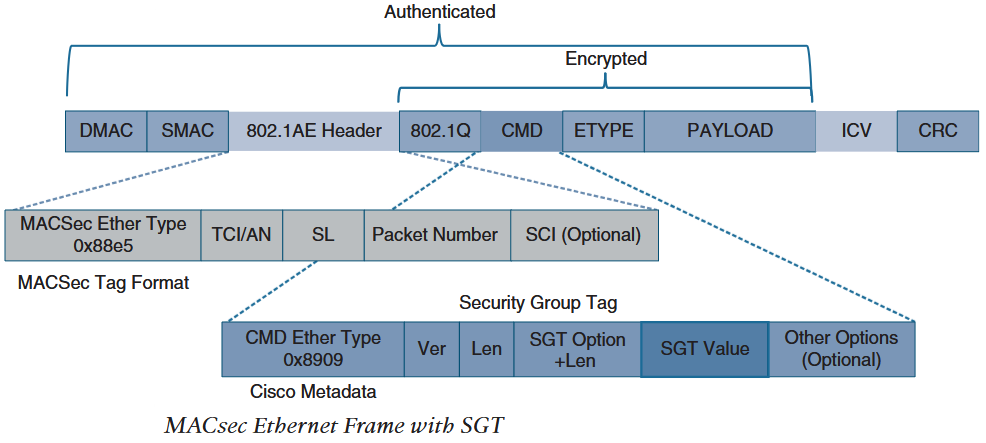 Authenticated
Encrypted
DMAC SMAC 802.1AE Header 802.1Q CMD ETYPE PAYLOAD ICV CRC
MACSec Ether Type
0x88e5
TCI/AN SL Packet Number SCI (Optional)
MACSec Tag Format
Security Group Tag
CMD Ether Type
0x8909
Ver Len
SGT Option
+Len
SGT Value
Other Options
(Optional)
Cisco Metadata
MACsec Ethernet Frame with SGT